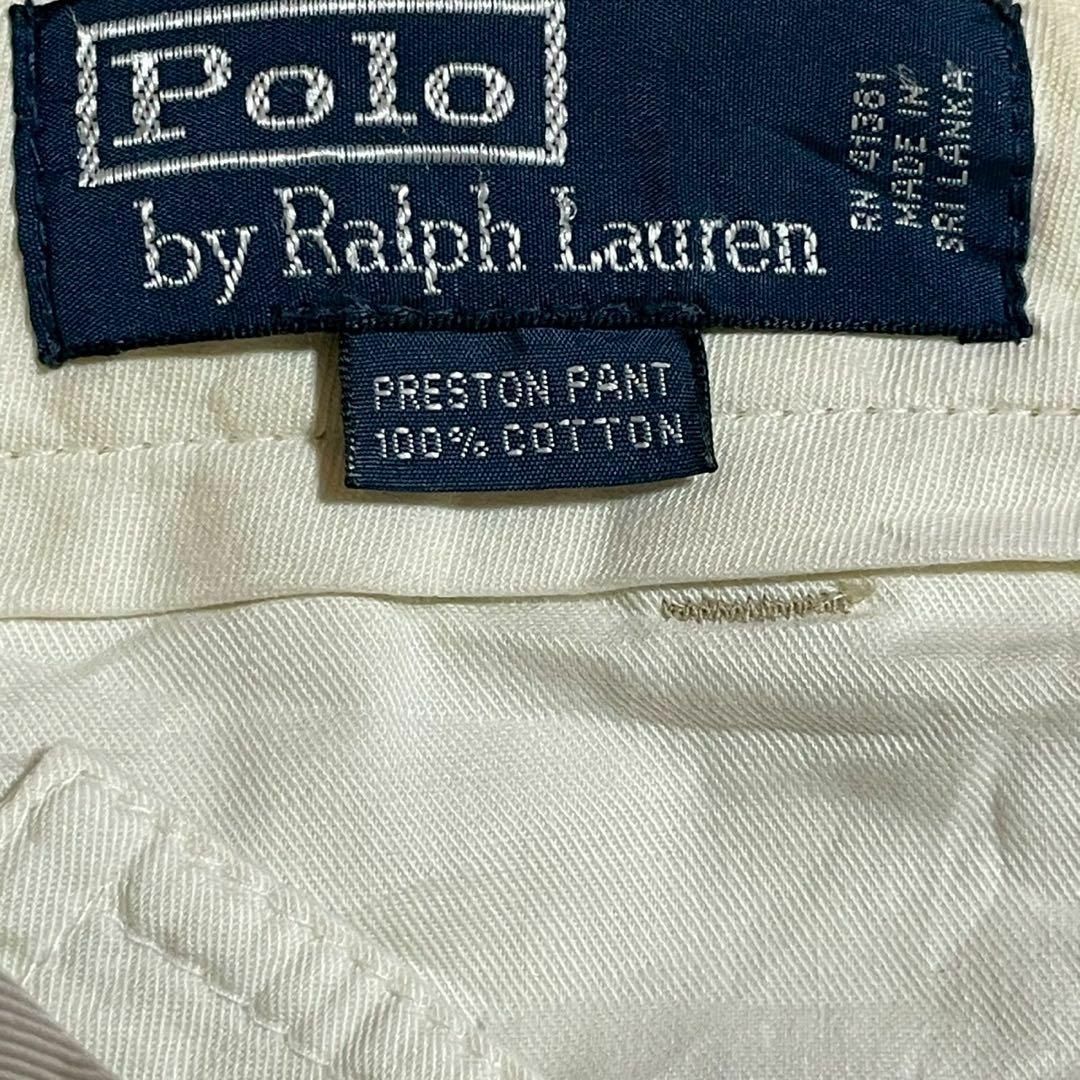 Polo
by Ralph Lauren
RN 41381
MADE IN
SRI LANKA
PRESTON PANT
100% COTTON